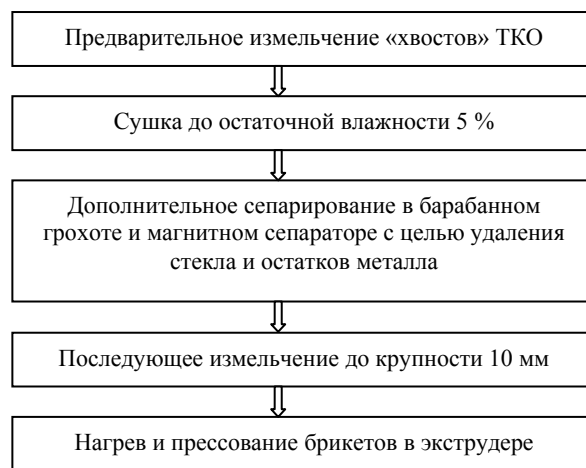 Предварительное измельчение «хвостов» ТКО
Сушка до остаточной влажности 5 %
Дополнительное сепарирование в барабанном
грохоте и магнитном сепараторе с целью удаления
стекла и остатков металла
Последующее измельчение до крупности 10 мм
Нагрев и прессование брикетов в экструдере